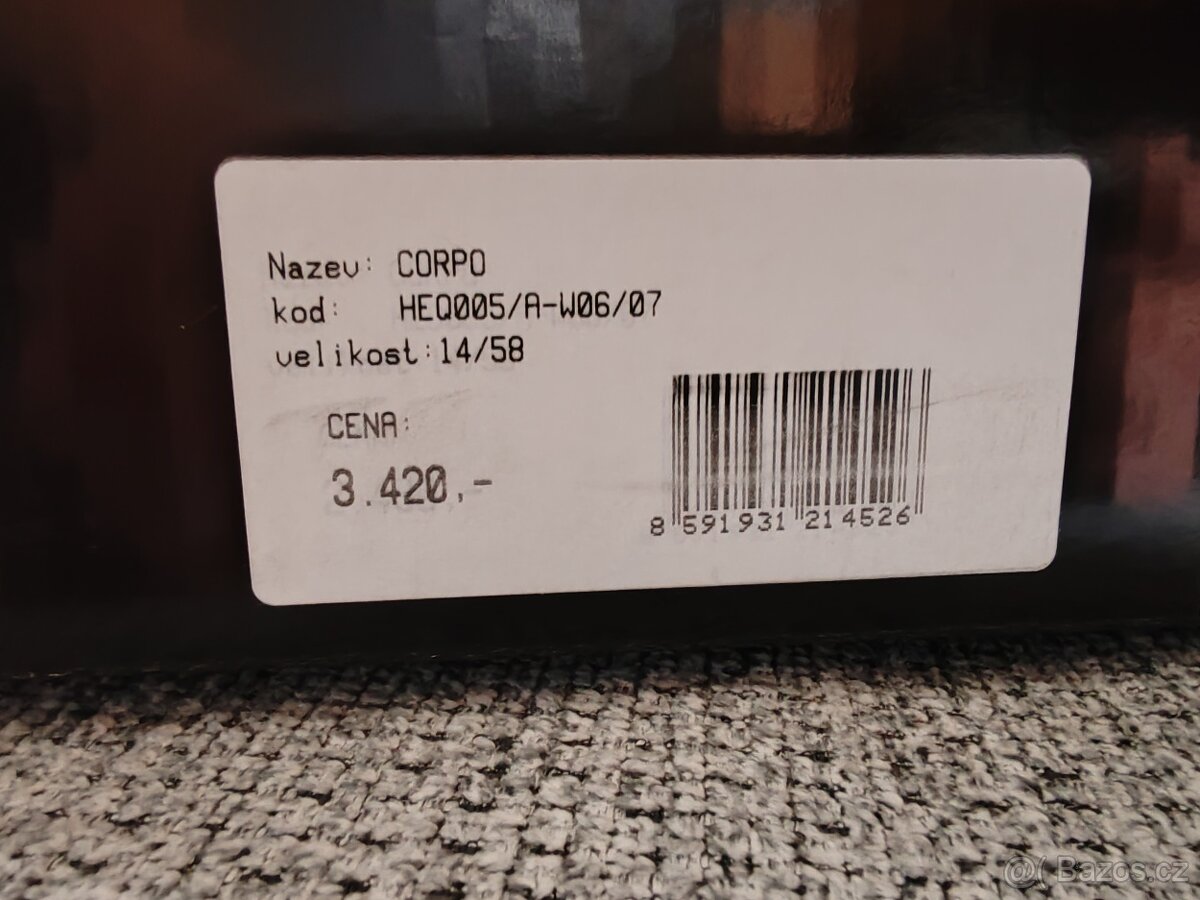 Nazev: CORPO
kod: HEQ005/A-W06/07
velikost:14/58
CENA:
3.420,-
8 591931 214526
@( Bazos.cz